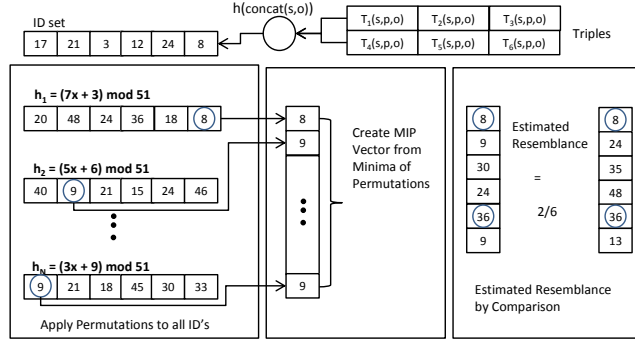 ID set
h(concat(s,o))
17 21 3 12 24 8
T1(s,p,o) T2(s,p,o) T3(s,p,o)
T4(s,p,o) T5(s,p,o) T6(s,p,o)
Triples
h1 = (7x + 3) mod 51
20 48 24 36 18 8
h2 = (5x + 6) mod 51
40 9 21 15 24 46
hN = (3x + 9) mod 51
9 21 18 45 30 33
Apply Permutations to all ID's
8
9
9
Create MIP
Vector from
Minima of
Permutations
8
9
30
24
36
9
Estimated
Resemblance
=
2/6
8
24
35
48
36
13
Estimated Resemblance
by Comparison